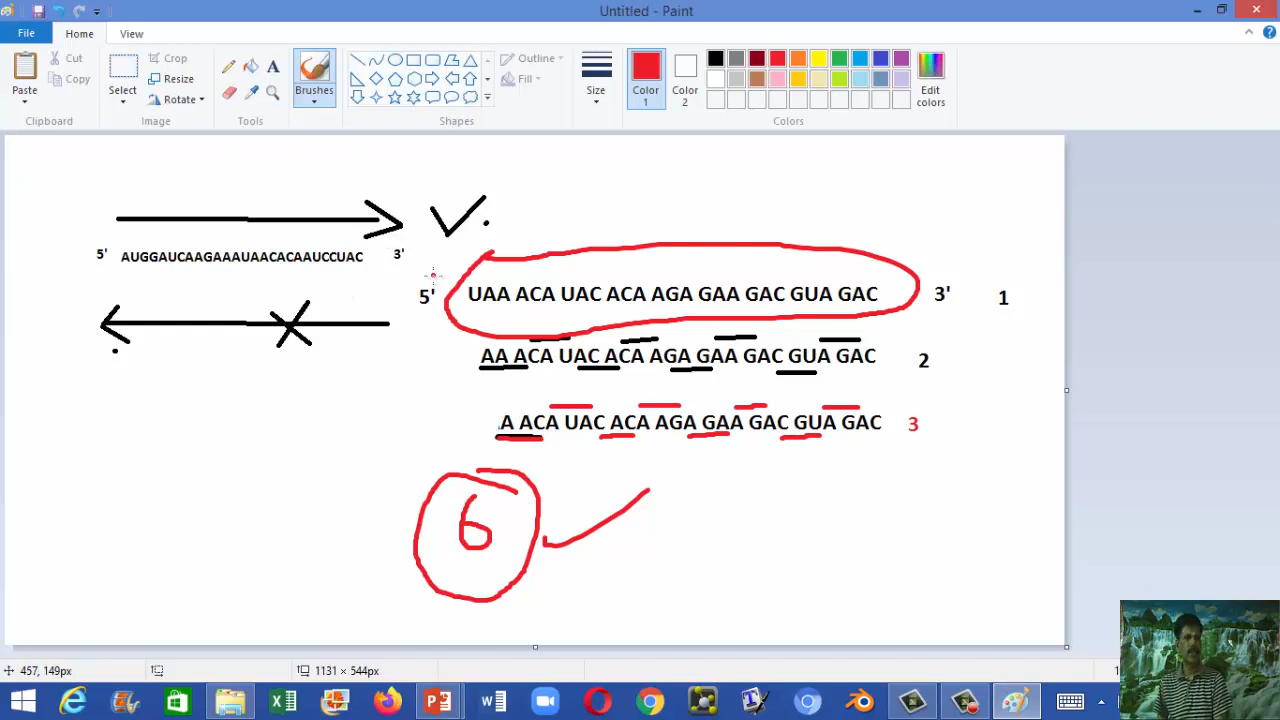 Untitled - Paint
File Home View
Paste Cut Copy Clipboard
Select Crop Resize Rotate Image
A Tools
Brushes
Outline Fill Shapes
Size
Color 1 Color 2 Edit colors Colors
5' AUGGAUCAAGAAAUAACACAAUCCUAC 3'
5' UAA ACA UAC ACA AGA GAA GAC GUA GAC 3' 1
AA ACA UAC ACA AGA GAA GAC GUA GAC 2
A ACA UAC ACA AGA GAA GAC GUA GAC 3
6
457, 149px 1131 × 544px